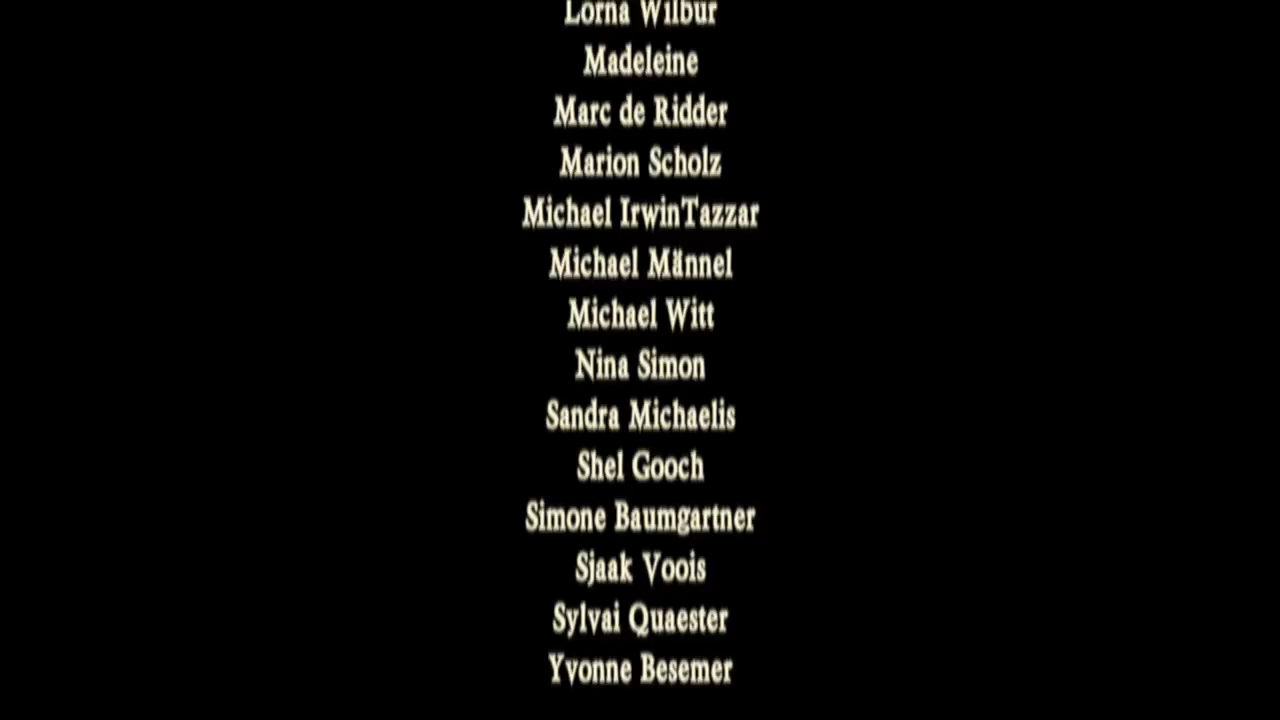 Lorna Wilbur
Madeleine
Marc de Ridder
Marion Scholz
Michael IrwinTazzar
Michael Männel
Michael Witt
Nina Simon
Sandra Michaelis
Shel Gooch
Simone Baumgartner
Sjaak Voois
Sylvai Quaester
Yvonne Besemer